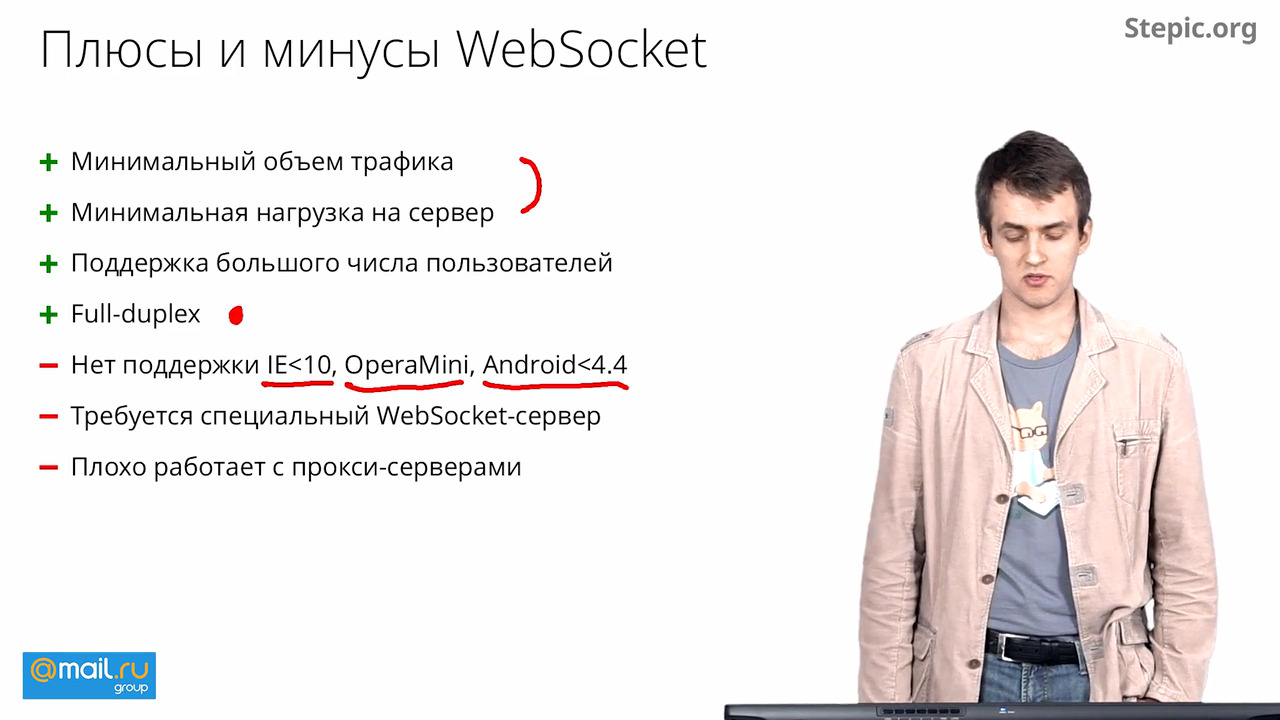 Плюсы и минусы WebSocket
Stepic.org
+ Минимальный объем трафика
+ Минимальная нагрузка на сервер
+ Поддержка большого числа пользователей
+ Full-duplex
− Нет поддержки IE<10, OperaMini, Android<4.4
− Требуется специальный WebSocket-сервер
− Плохо работает с прокси-серверами
@mail.ru
group